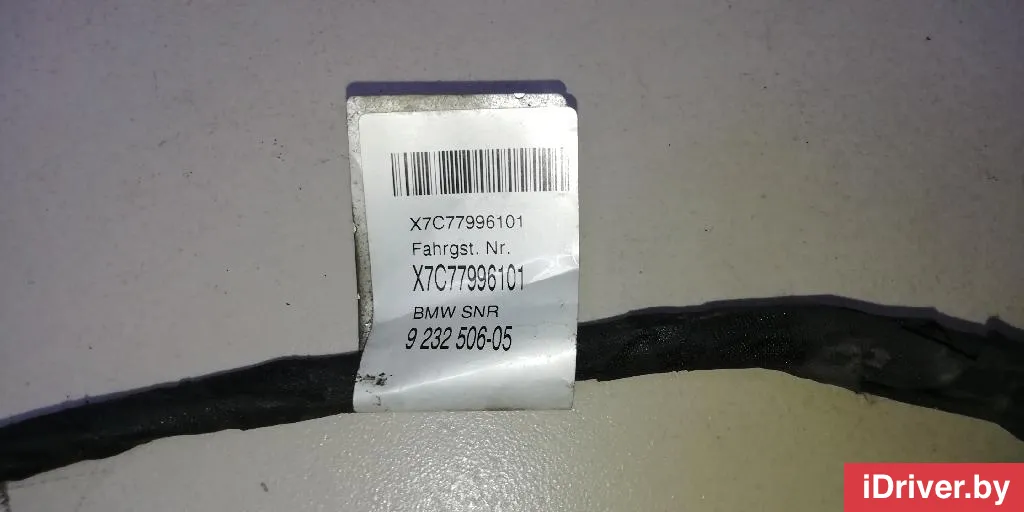 X7C77996101
Fahrgst. Nr.
X7C77996101
BMW SNR
9 232 506-05
iDriver.by